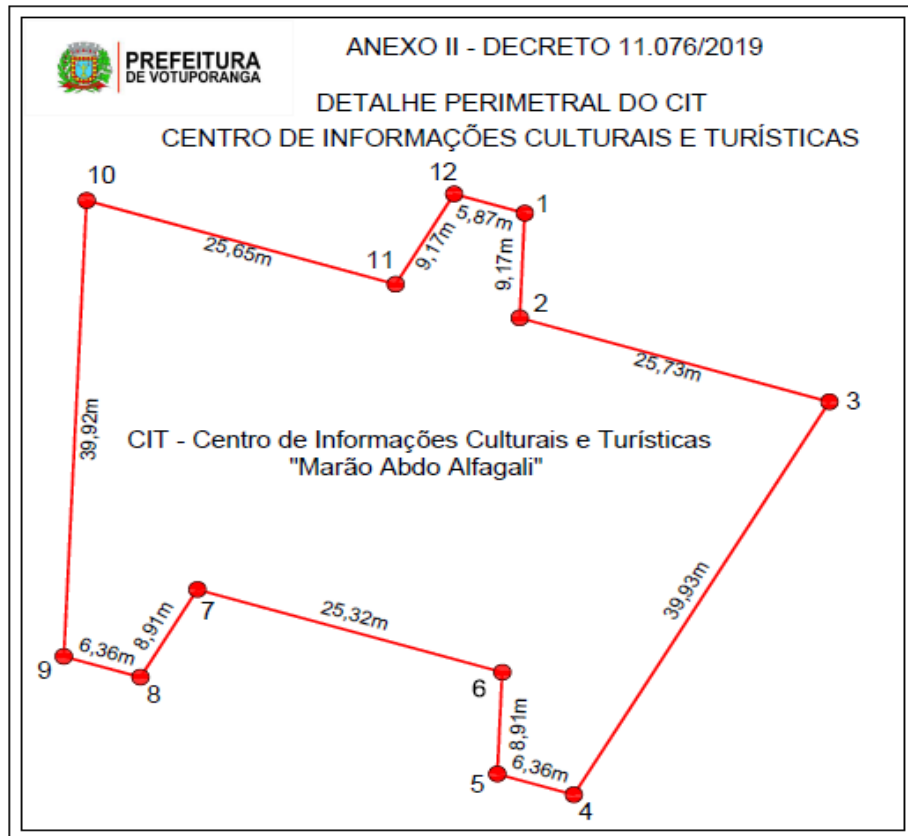 PREFEITURA
DE VOTUPORANGA
ANEXO II - DECRETO 11.076/2019
DETALHE PERIMETRAL DO CIT
CENTRO DE INFORMAÇÕES CULTURAIS E TURÍSTICAS
10
12
1
5,87m
25,65m
11
9,17m
9,17m
2
25,73m
3
39,92m
CIT - Centro de Informações Culturais e Turísticas
"Marão Abdo Alfagali"
39,93m
7
8,91m
25,32m
9
6,36m
8
6
8,91m
5
6,36m
4